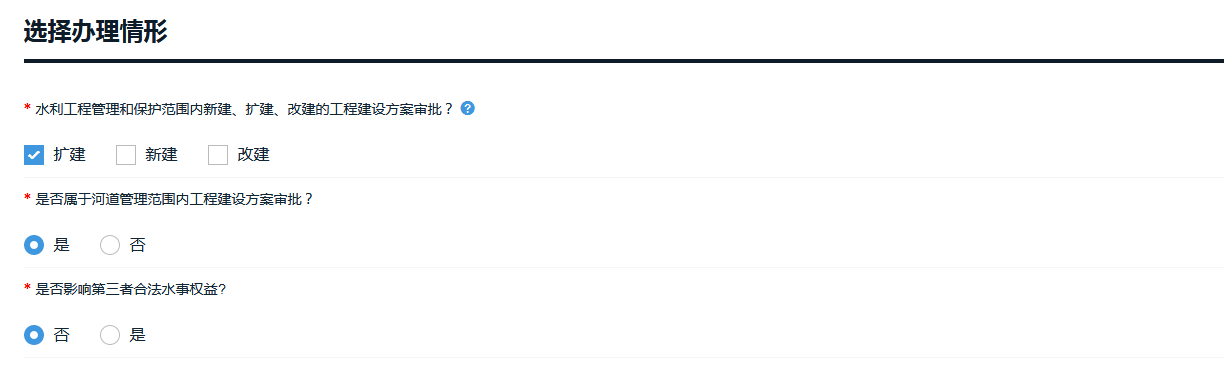 选择办理情形
* 水利工程管理和保护范围内新建、扩建、改建的工程建设方案审批？ ?
扩建 新建 改建
* 是否属于河道管理范围内工程建设方案审批？
是 否
* 是否影响第三者合法水事权益?
否 是